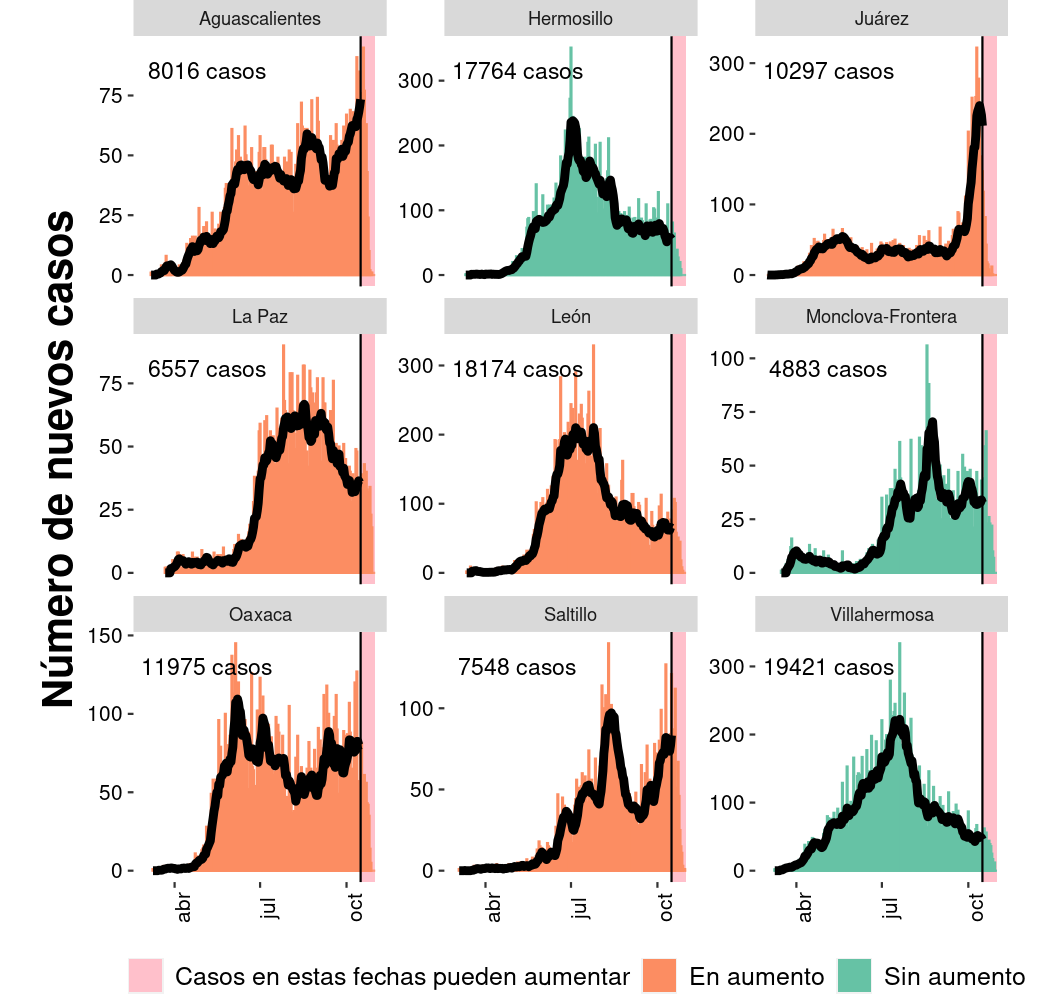 Aguascalientes
Hermosillo
Juárez
8016 casos
17764 casos
10297 casos
75
50
25
0
300
200
100
0
300
200
100
0
La Paz
León
Monclova-Frontera
6557 casos
18174 casos
4883 casos
75
50
25
0
300
200
100
0
100
75
50
25
0
Oaxaca
Saltillo
Villahermosa
11975 casos
7548 casos
19421 casos
150
100
50
0
100
50
0
300
200
100
0
abr
jul
oct
abr
jul
oct
abr
jul
oct
Número de nuevos casos
Casos en estas fechas pueden aumentar
En aumento
Sin aumento